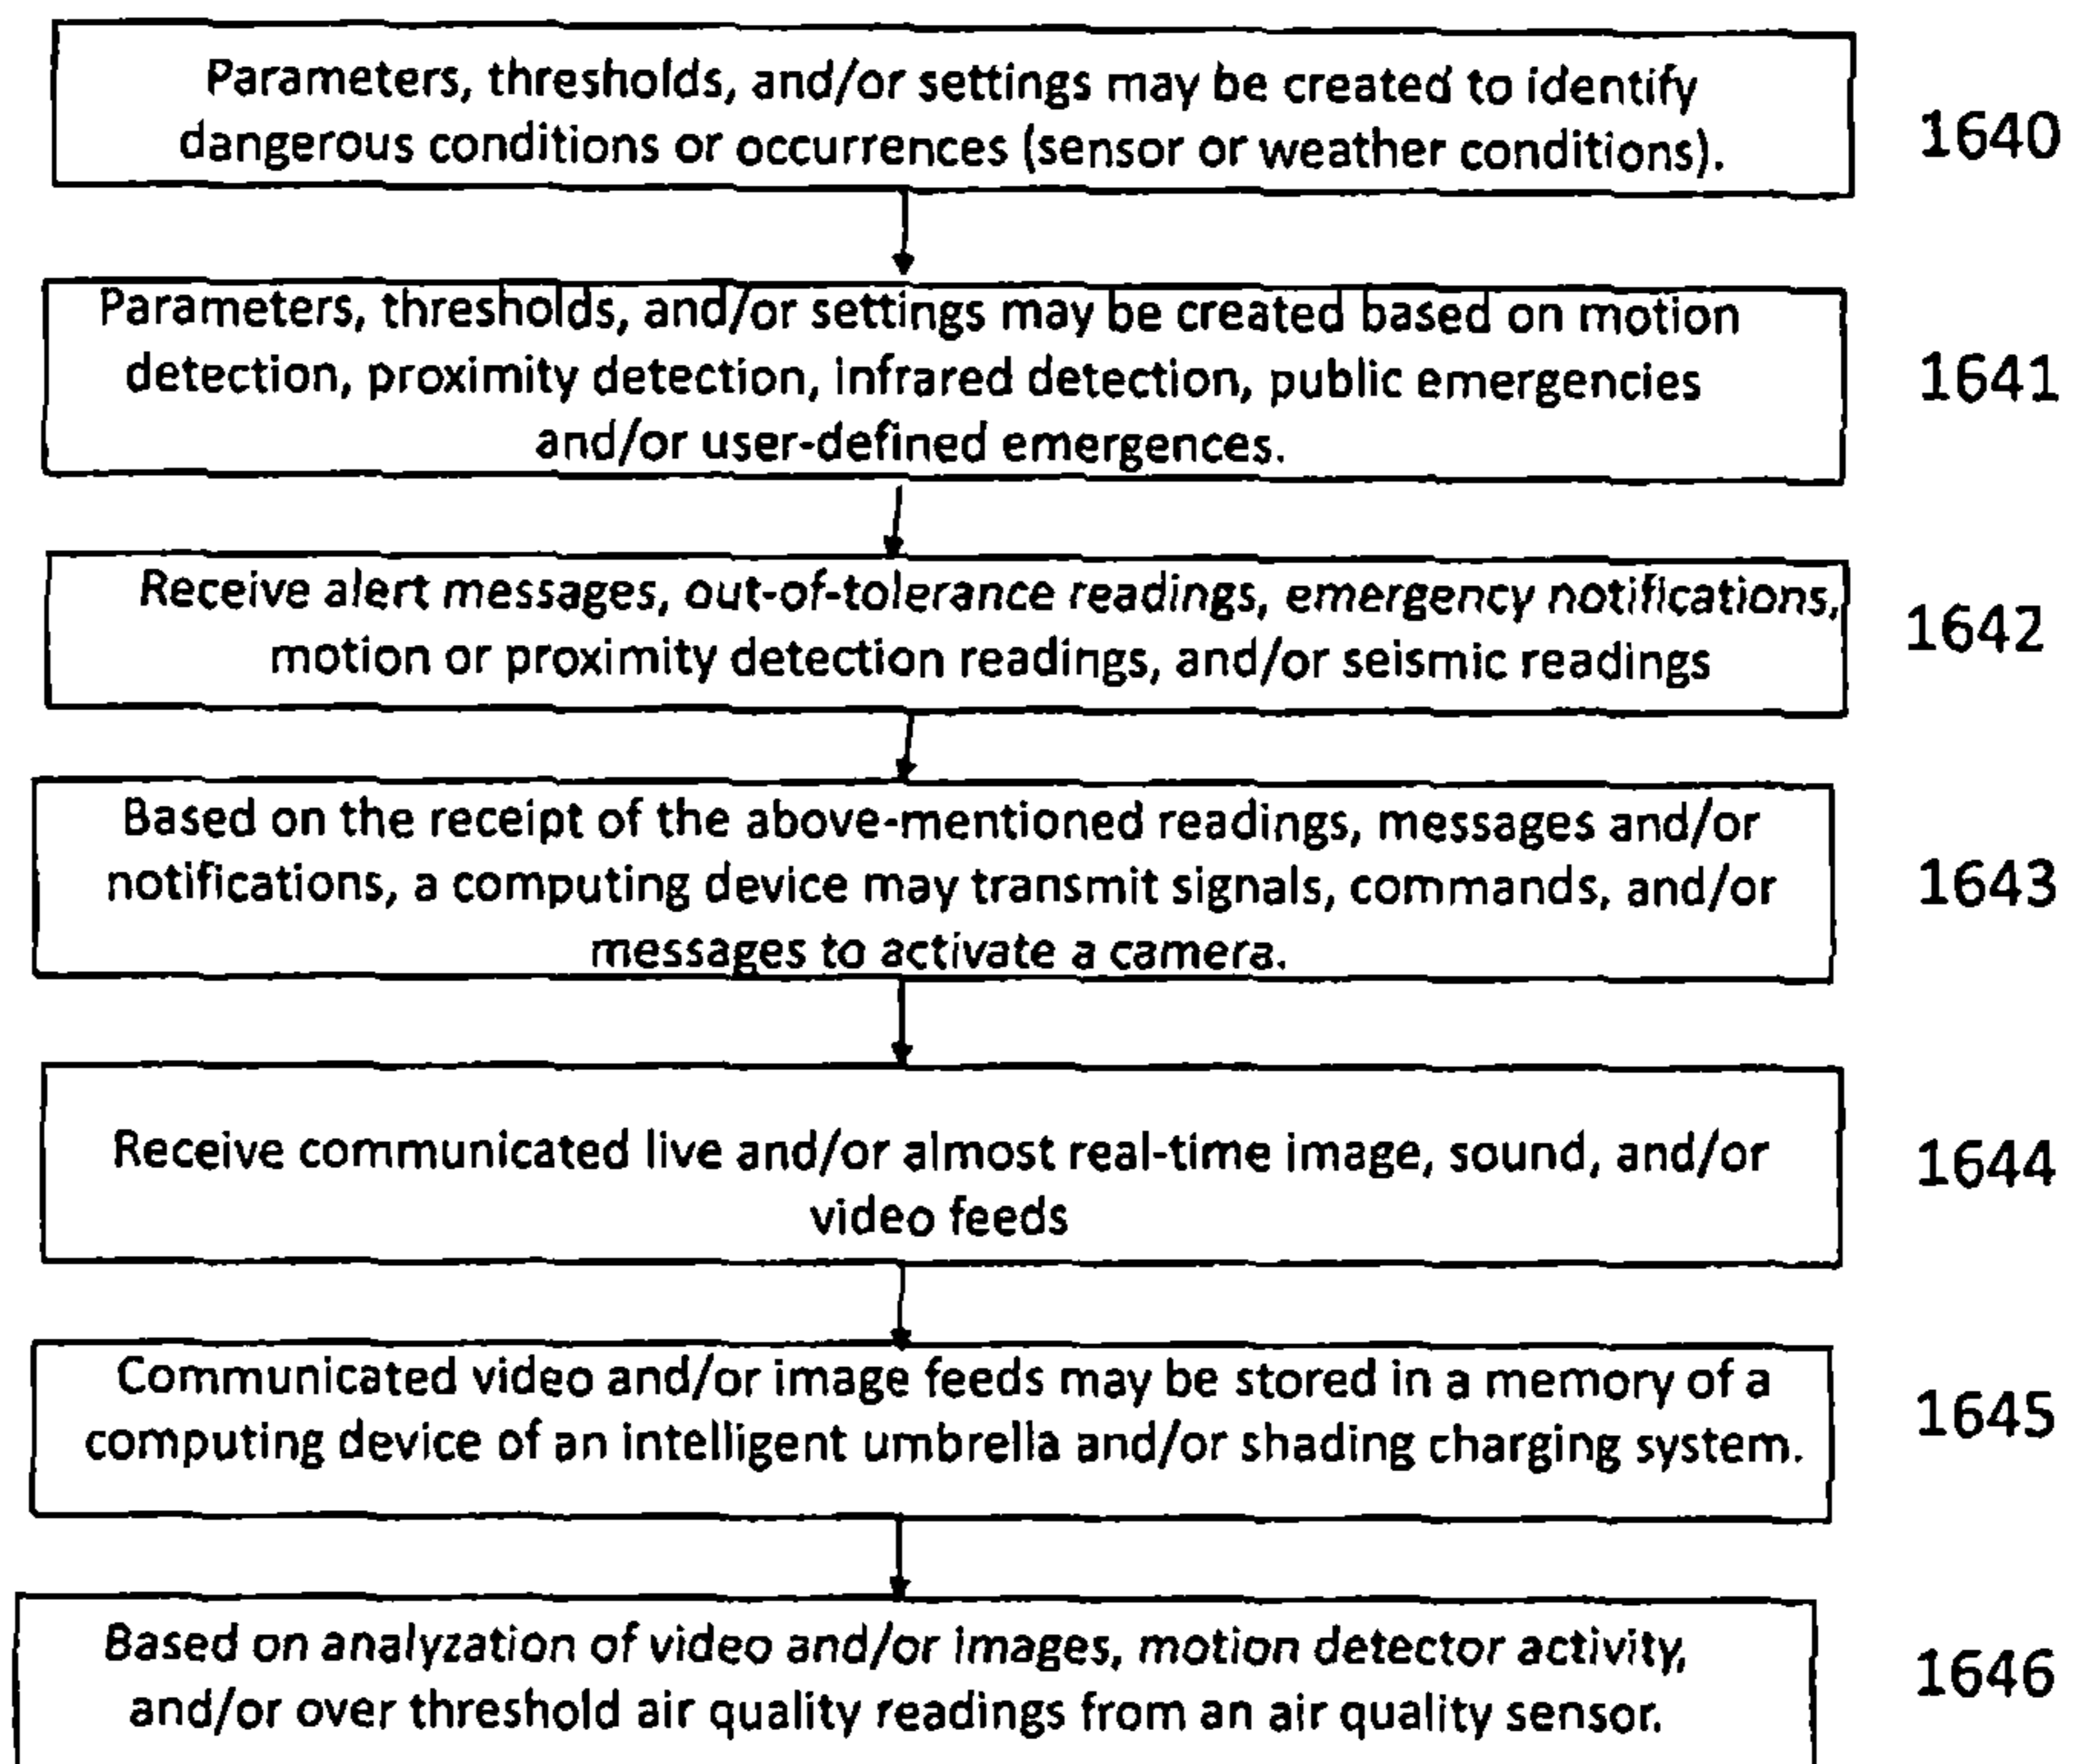 Parameters, thresholds, and/or settings may be created to identify
dangerous conditions or occurrences (sensor or weather conditions).
1640
Parameters, thresholds, and/or settings may be created based on motion
detection, proximity detection, infrared detection, public emergencies
and/or user-defined emergences.
1641
Receive alert messages, out-of-tolerance readings, emergency notifications,
motion or proximity detection readings, and/or seismic readings
1642
Based on the receipt of the above-mentioned readings, messages and/or
notifications, a computing device may transmit signals, commands, and/or
messages to activate a camera.
1643
Receive communicated live and/or almost real-time image, sound, and/or
video feeds
1644
Communicated video and/or image feeds may be stored in a memory of a
computing device of an intelligent umbrella and/or shading charging system.
1645
Based on analyzation of video and/or images, motion detector activity,
and/or over threshold air quality readings from an air quality sensor.
1646